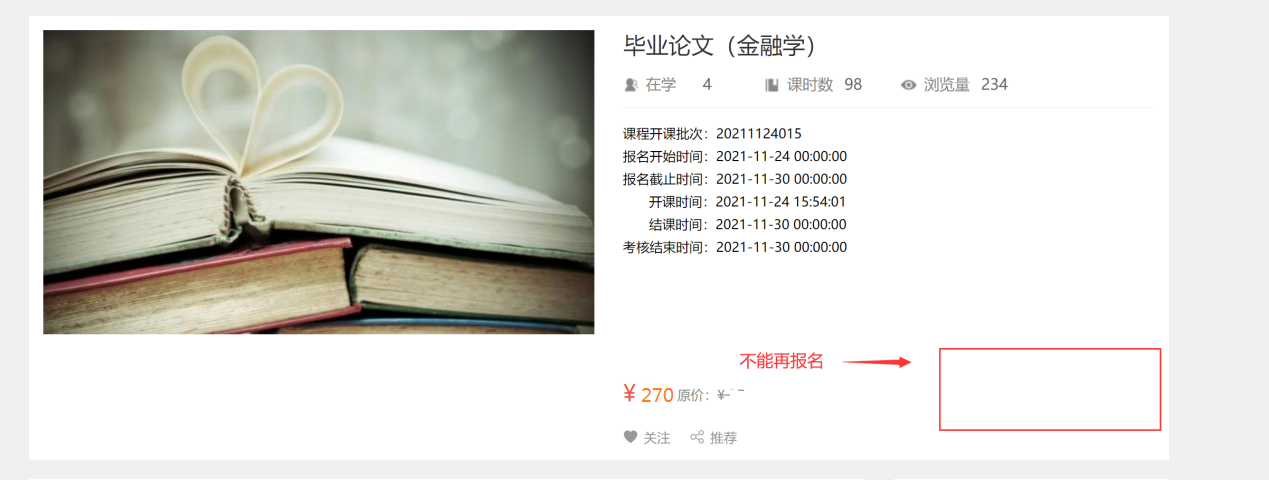 毕业论文（金融学）
在学 4 课时数 98 浏览量 234
课程开课批次：20211124015
报名开始时间：2021-11-24 00:00:00
报名截止时间：2021-11-30 00:00:00
开课时间：2021-11-24 15:54:01
结课时间：2021-11-30 00:00:00
考核结束时间：2021-11-30 00:00:00
不能再报名
¥ 270 原价：¥
关注 推荐